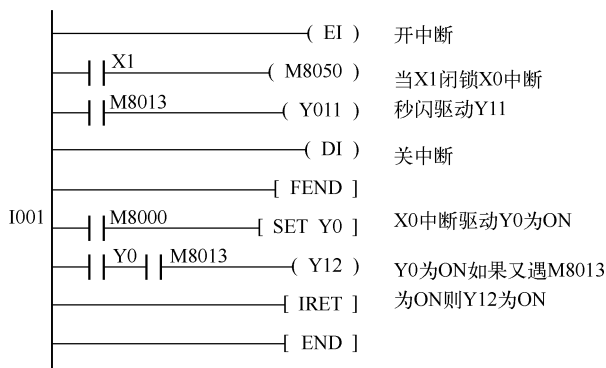 ( EI ) 开中断
X1 ( M8050 ) 当X1闭锁X0中断
M8013 ( Y011 ) 秒闪驱动Y11
( DI ) 关中断
[ FEND ]
I001 M8000 [ SET Y0 ] X0中断驱动Y0为ON
Y0 M8013 ( Y12 ) Y0为ON如果又遇M8013
[ IRET ] 为ON则Y12为ON
[ END ]